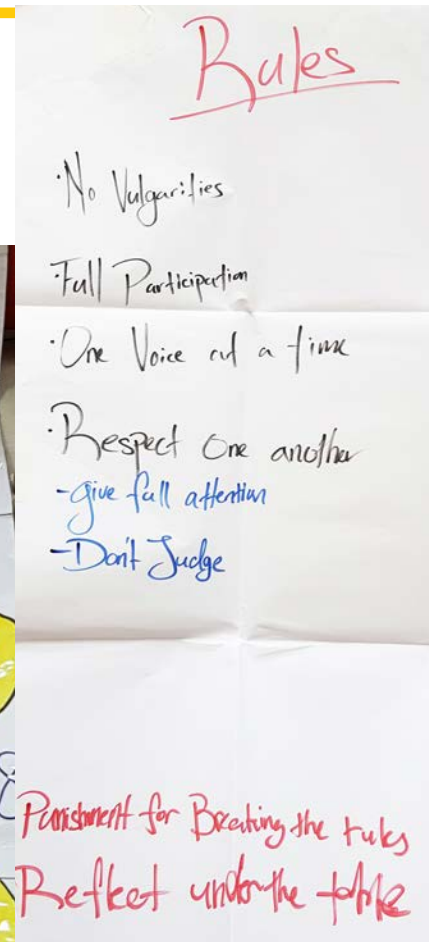 Rules
·No Vulgarities
·Full Participation
·One Voice at a time
·Respect One another
-Give full attention
-Don't Judge
Punishment for Breaking the rules
Reflect under the table